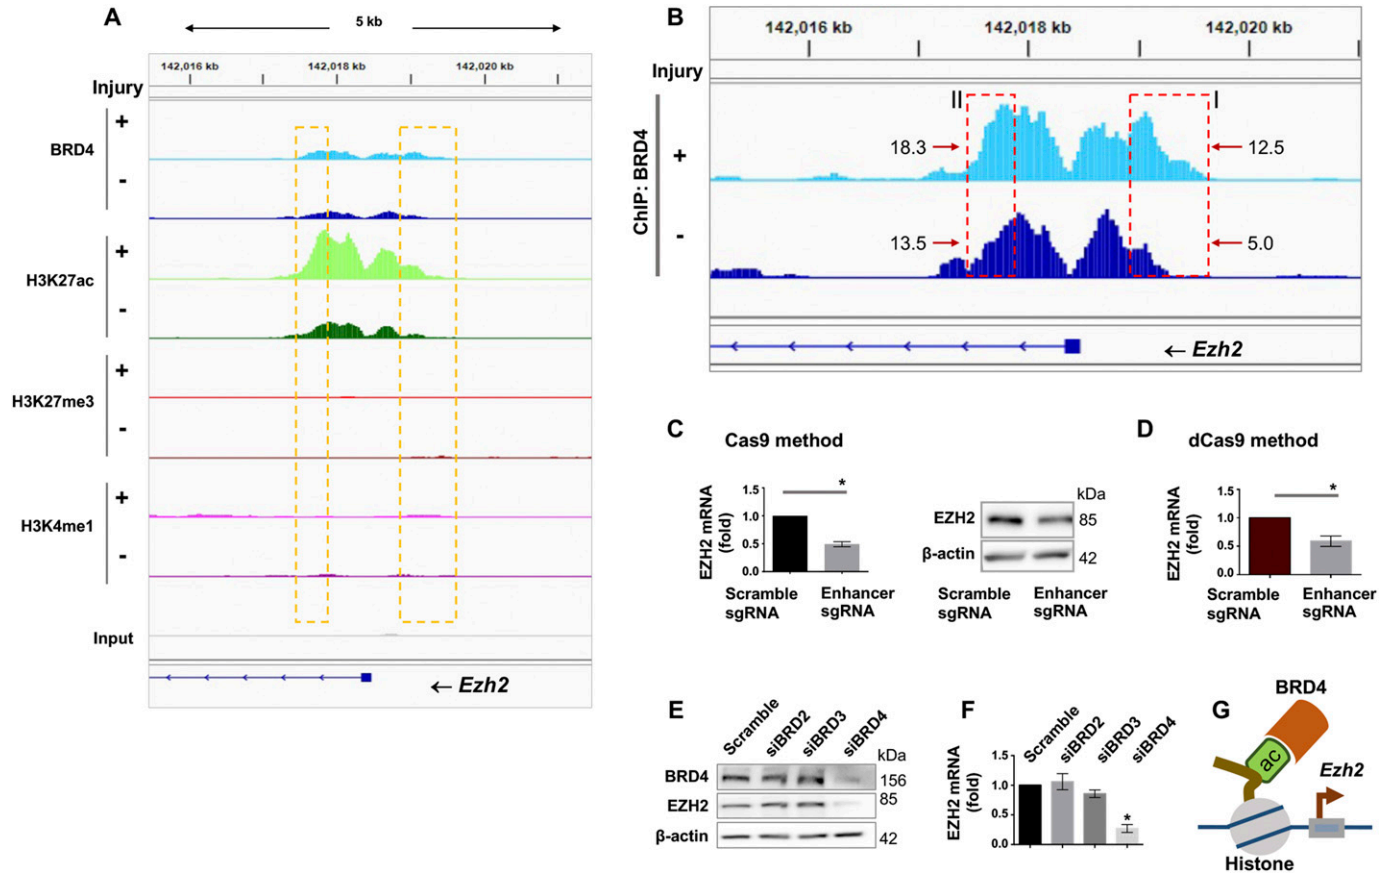 A
5 kb
142,016 kb 142,018 kb 142,020 kb
Injury
+
BRD4
-
+
H3K27ac
-
+
H3K27me3
-
+
H3K4me1
-
Input
← Ezh2
B
142,016 kb 142,018 kb 142,020 kb
Injury
II I
ChIP: BRD4
+
18.3 12.5
-
13.5 5.0
← Ezh2
C
Cas9 method
EZH2 mRNA
(fold)
1.5
1.0
0.5
0.0
*
Scramble
sgRNA
Enhancer
sgRNA
kDa
EZH2 85
β-actin 42
Scramble
sgRNA
Enhancer
sgRNA
D
dCas9 method
EZH2 mRNA
(fold)
1.5
1.0
0.5
0.0
*
Scramble
sgRNA
Enhancer
sgRNA
E
Scramble
siBRD2
siBRD3
siBRD4
kDa
BRD4 156
EZH2 85
β-actin 42
F
Scramble
siBRD2
siBRD3
siBRD4
EZH2 mRNA
(fold)
1.5
1.0
0.5
0.0
*
G
BRD4
ac
Ezh2
Histone